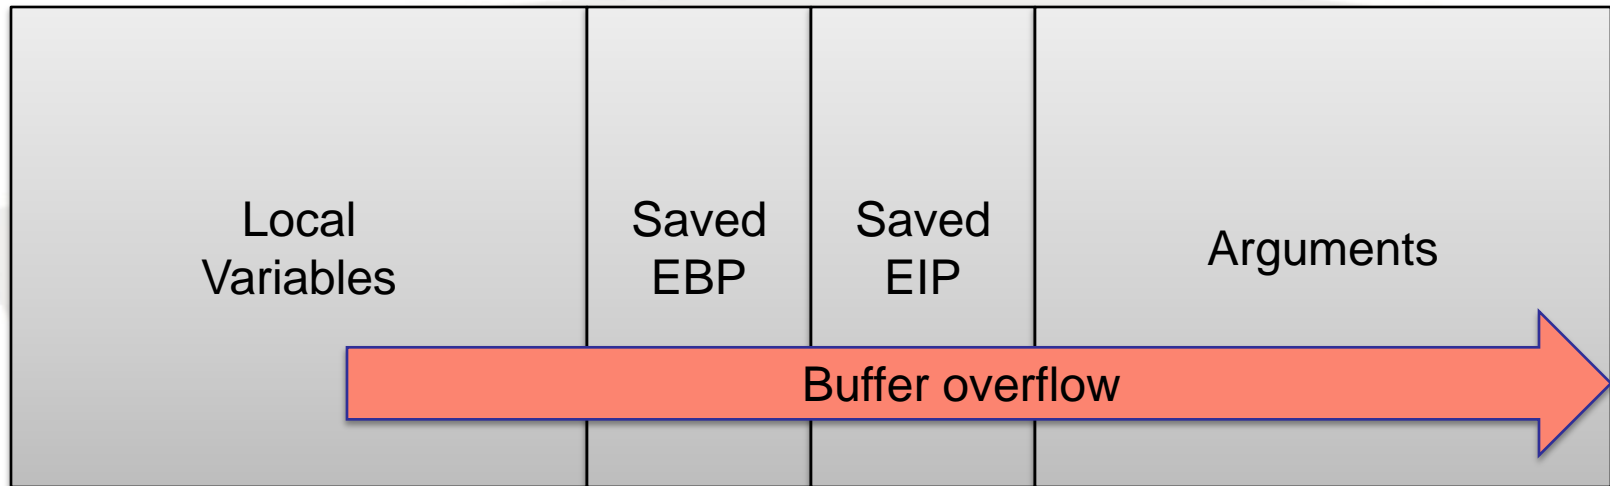 Local
Variables
Saved
EBP
Saved
EIP
Arguments
Buffer overflow